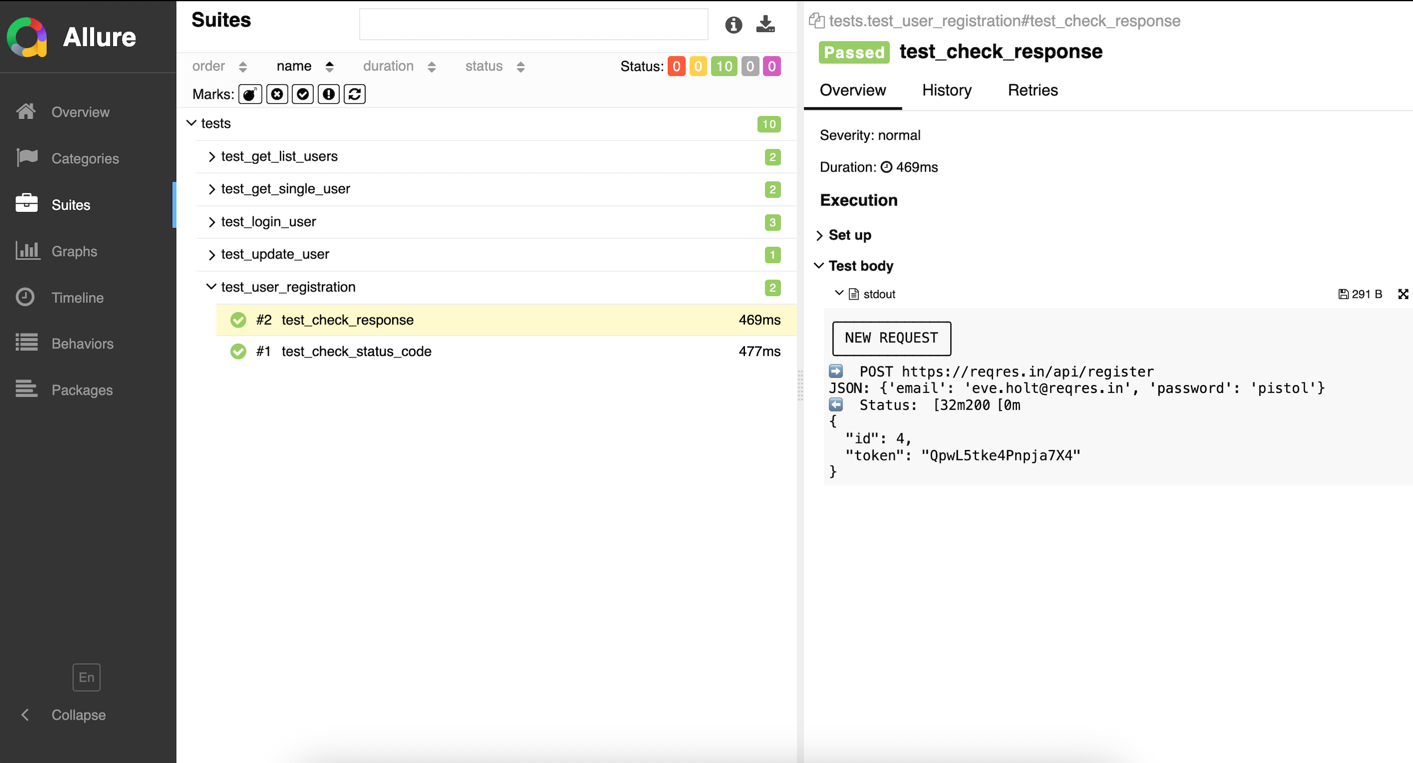 Allure
Overview
Categories
Suites
Graphs
Timeline
Behaviors
Packages
En
Collapse
Suites
order name duration status Status: 0 0 10 0 0
Marks:
tests 10
test_get_list_users 2
test_get_single_user 2
test_login_user 3
test_update_user 1
test_user_registration 2
#2 test_check_response 469ms
#1 test_check_status_code 477ms
tests.test_user_registration#test_check_response
Passed test_check_response
Overview History Retries
Severity: normal
Duration: 469ms
Execution
Set up
Test body
stdout 291 B
NEW REQUEST
POST https://reqres.in/api/register
JSON: {'email': 'eve.holt@reqres.in', 'password': 'pistol'}
Status: [32m200 [0m
{
"id": 4,
"token": "QpwL5tke4Pnpja7X4"
}